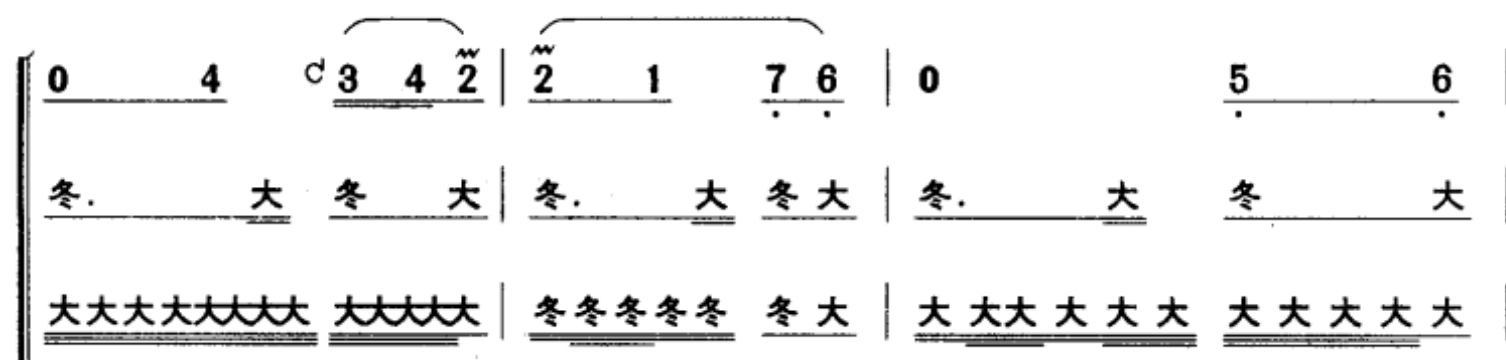 0 4 3 4 2 | 2 1 7 6 | 0 5 6 |
冬. 大 冬 大 | 冬. 大 冬 大 | 冬. 大 冬 大 |
大大大大大大大 大大大大大 | 冬冬冬冬冬 冬大 | 大大大大大大 大大大大大 |